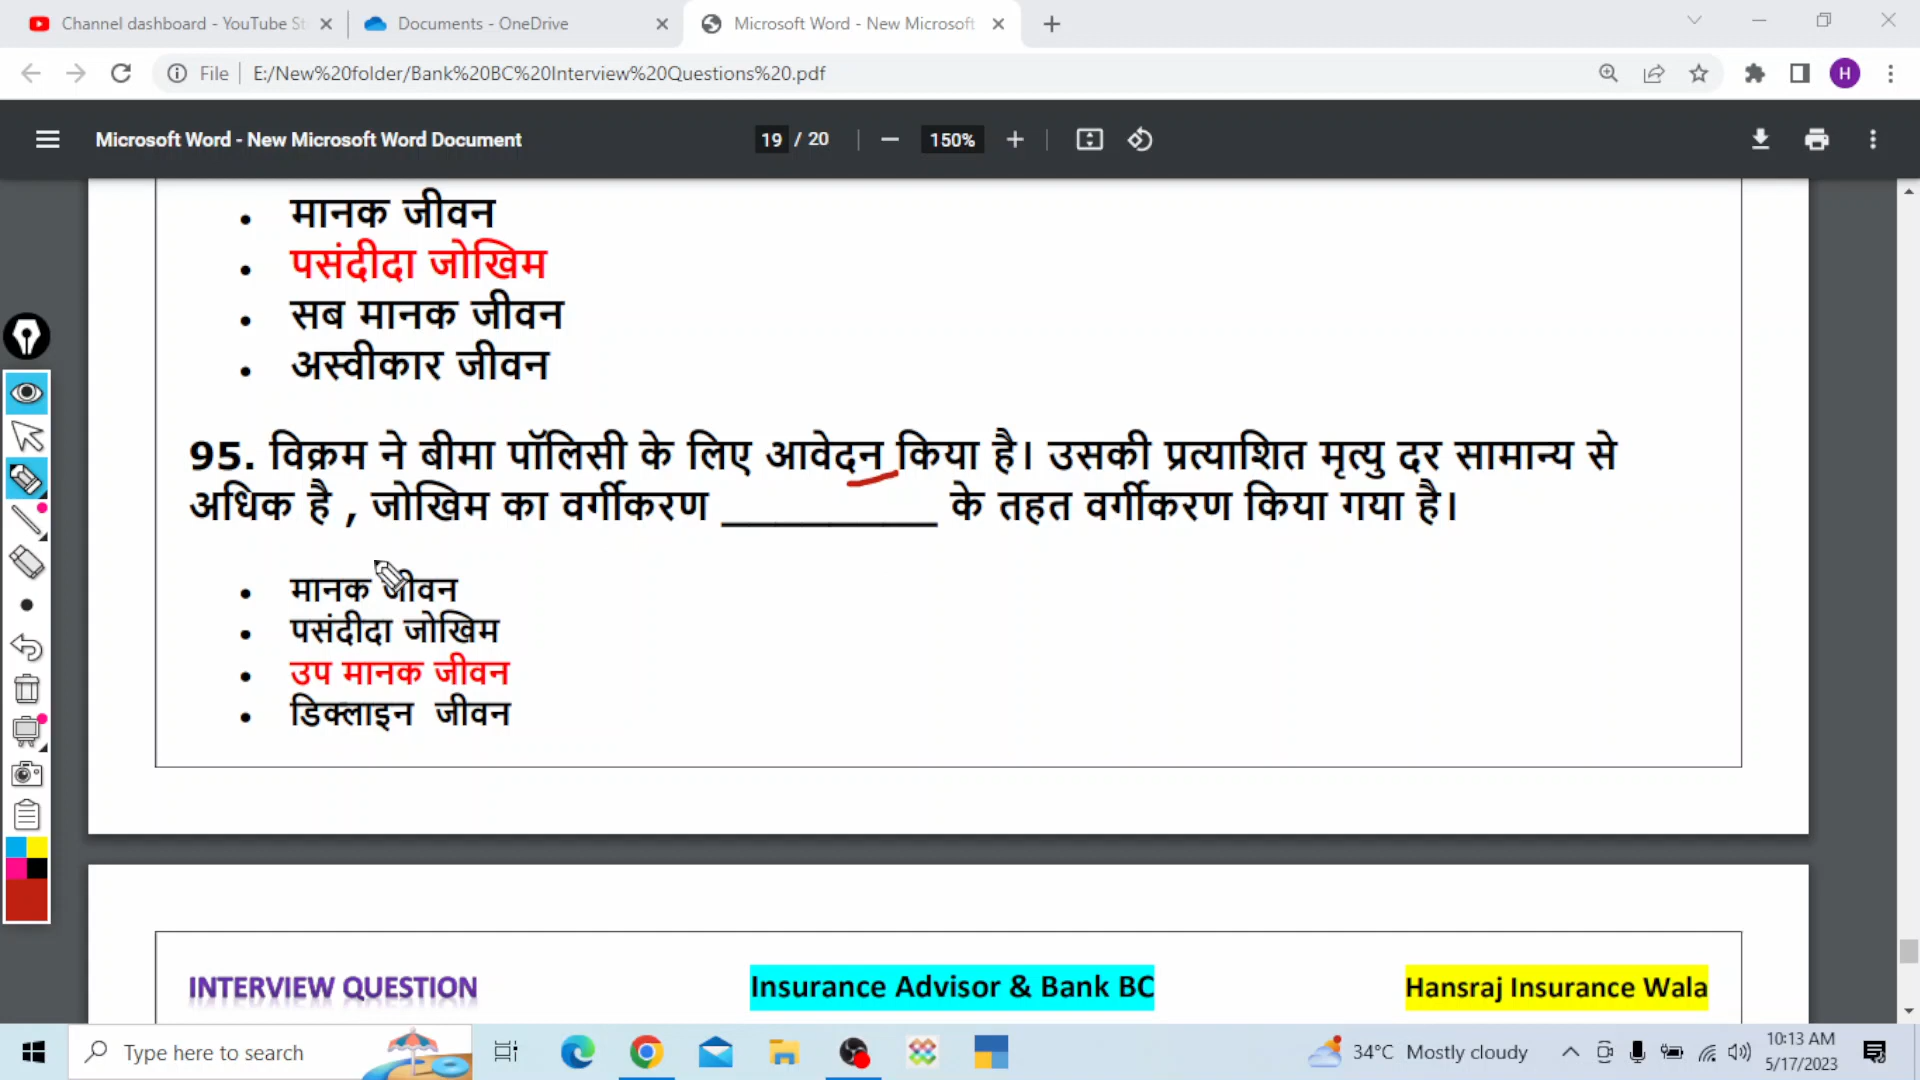 Channel dashboard - YouTube St
Documents - OneDrive
Microsoft Word - New Microsoft
File
E:/New%20folder/Bank%20BC%20Interview%20Questions%20.pdf
H
Microsoft Word - New Microsoft Word Document
19 / 20
150%
• मानक जीवन
• पसंदीदा जोखिम
• सब मानक जीवन
• अस्वीकार जीवन
95. विक्रम ने बीमा पॉलिसी के लिए आवेदन किया है। उसकी प्रत्याशित मृत्यु दर सामान्य से
अधिक है , जोखिम का वर्गीकरण __________ के तहत वर्गीकरण किया गया है।
• मानक जीवन
• पसंदीदा जोखिम
• उप मानक जीवन
• डिक्लाइन जीवन
INTERVIEW QUESTION
Insurance Advisor & Bank BC
Hansraj Insurance Wala
Type here to search
34°C Mostly cloudy
10:13 AM
5/17/2023